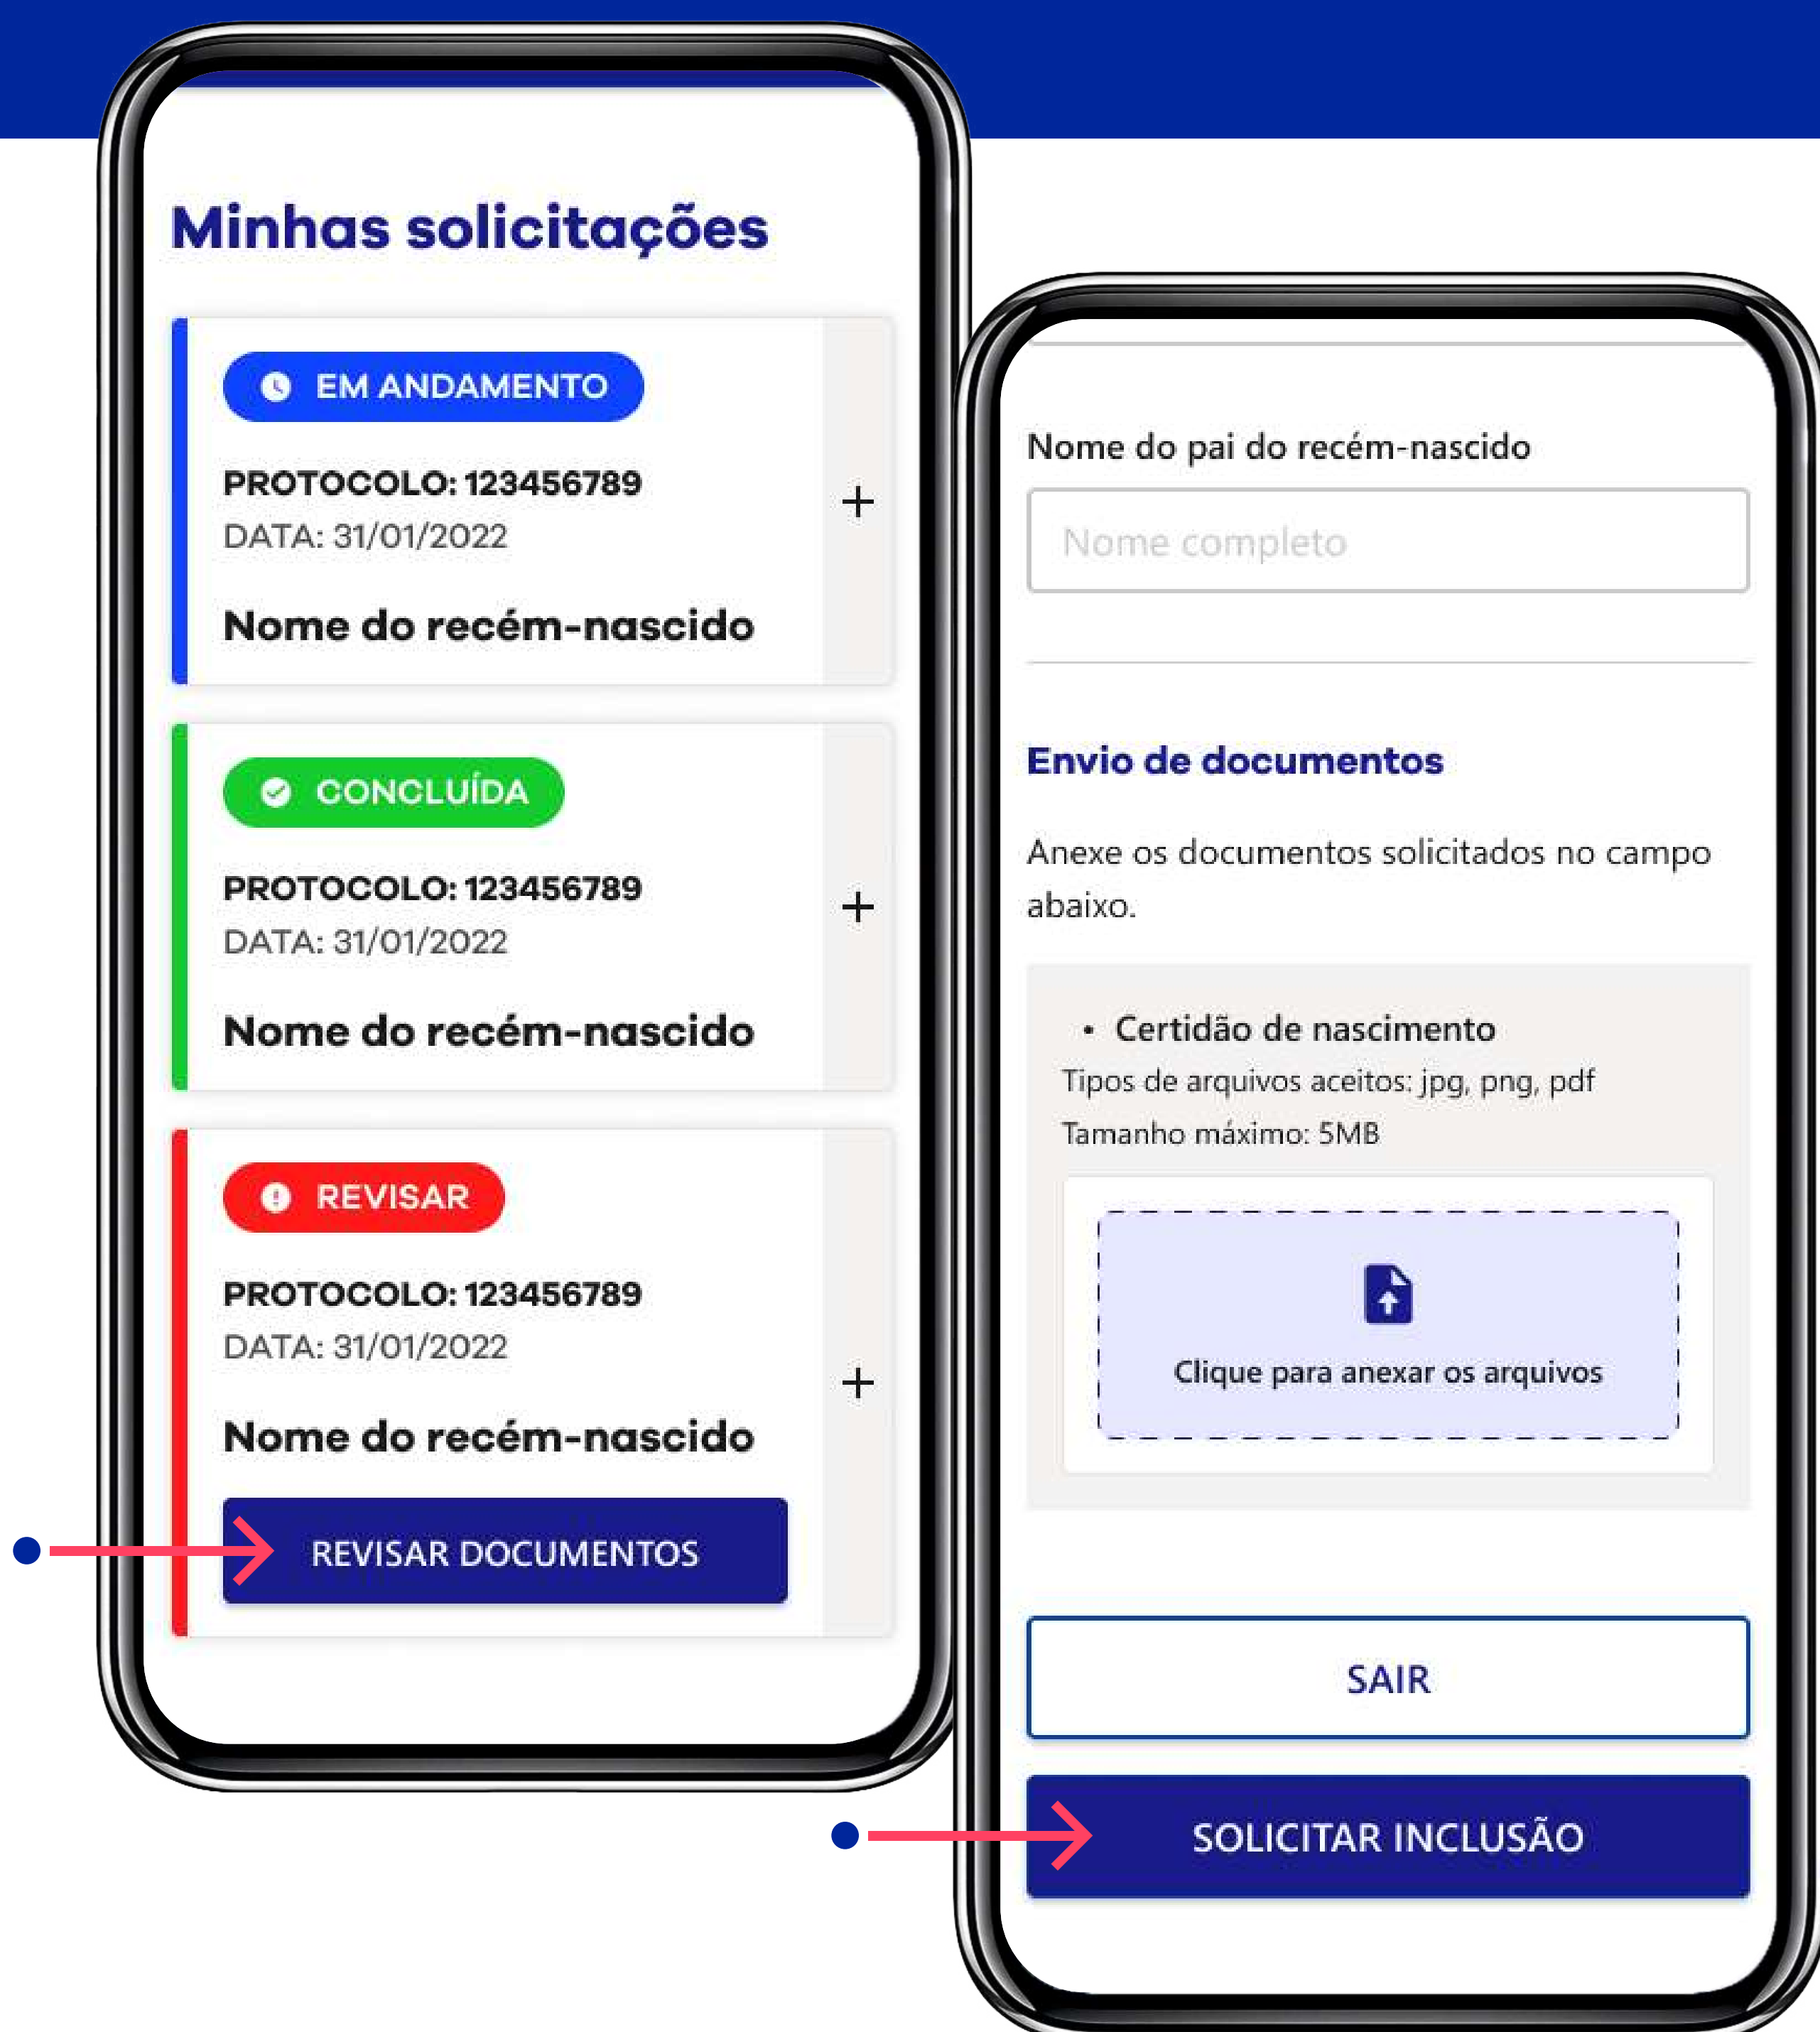 Minhas solicitações
EM ANDAMENTO
PROTOCOLO: 123456789
DATA: 31/01/2022
Nome do recém-nascido
CONCLUÍDA
PROTOCOLO: 123456789
DATA: 31/01/2022
Nome do recém-nascido
REVISAR
PROTOCOLO: 123456789
DATA: 31/01/2022
Nome do recém-nascido
REVISAR DOCUMENTOS
Nome do pai do recém-nascido
Nome completo
Envio de documentos
Anexe os documentos solicitados no campo
abaixo.
• Certidão de nascimento
Tipos de arquivos aceitos: jpg, png, pdf
Tamanho máximo: 5MB
Clique para anexar os arquivos
SAIR
SOLICITAR INCLUSÃO